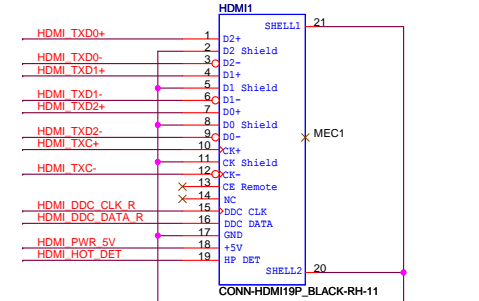 HDMI1
SHELL1 21
HDMI_TXD0+ 1 D2+
2 D2 Shield
HDMI_TXD0- 3 D2-
HDMI_TXD1+ 4 D1+
5 D1 Shield
HDMI_TXD1- 6 D1-
HDMI_TXD2+ 7 D0+
8 D0 Shield
HDMI_TXD2- 9 D0- MEC1
HDMI_TXC+ 10 CK+
11 CK Shield
HDMI_TXC- 12 CK-
13 CE Remote
14 NC
HDMI_DDC_CLK_R 15 DDC CLK
HDMI_DDC_DATA_R 16 DDC DATA
17 GND
HDMI_PWR_5V 18 +5V
HDMI_HOT_DET 19 HP DET
SHELL2 20
CONN-HDMI19P_BLACK-RH-11